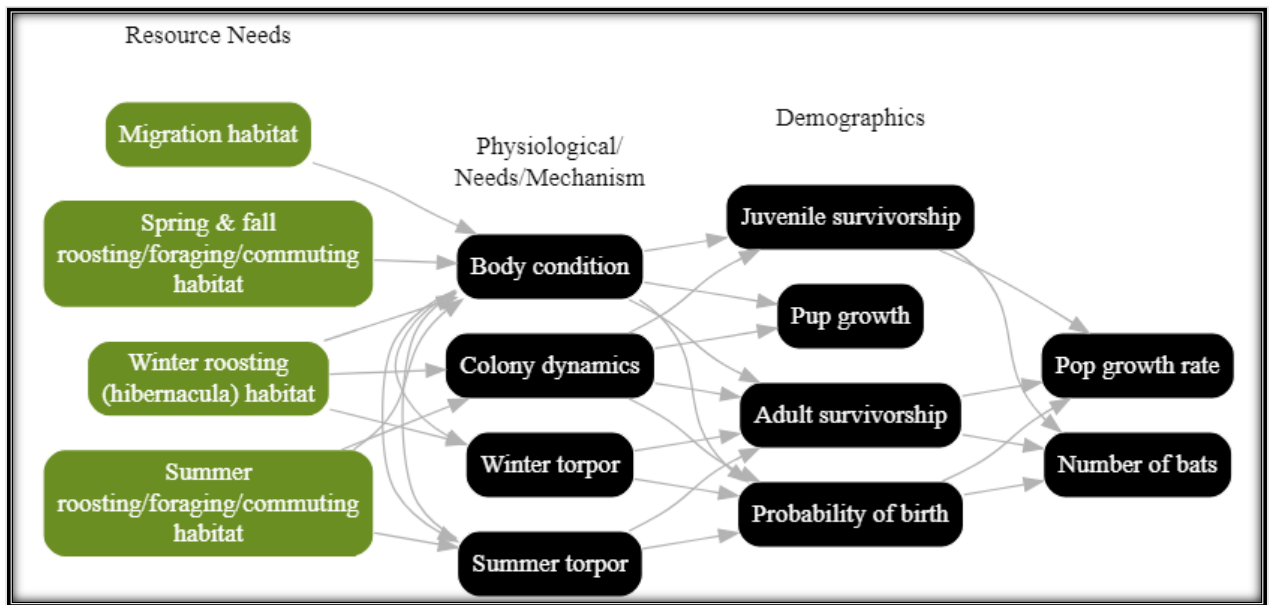 Resource Needs
Migration habitat
Spring & fall
roosting/foraging/commuting
habitat
Winter roosting
(hibernacula) habitat
Summer
roosting/foraging/commuting
habitat
Physiological/
Needs/Mechanism
Body condition
Colony dynamics
Winter torpor
Summer torpor
Demographics
Juvenile survivorship
Pup growth
Adult survivorship
Probability of birth
Pop growth rate
Number of bats